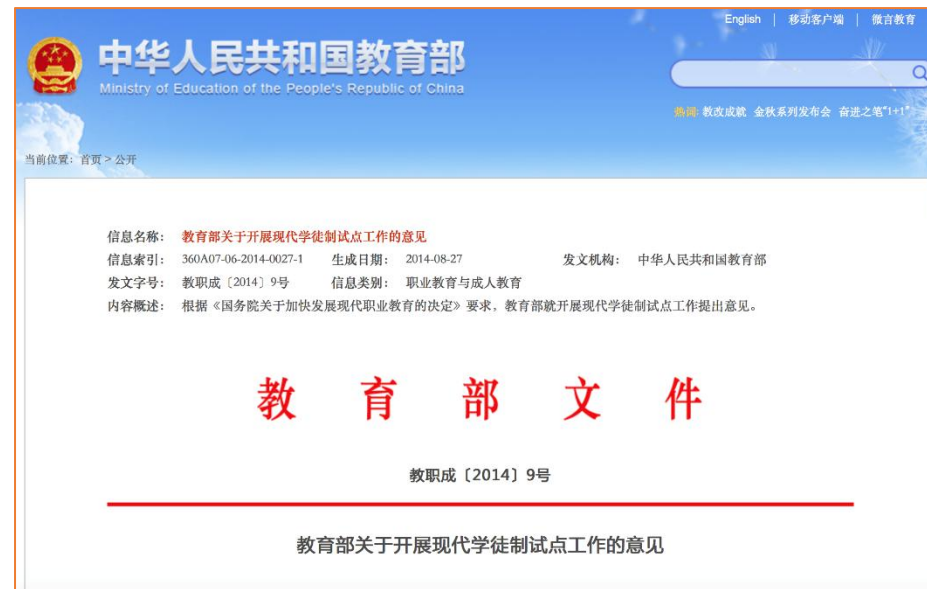 English | 移动客户端 | 微言教育
中华人民共和国教育部
Ministry of Education of the People's Republic of China
热词: 教改成就 金秋系列发布会 奋进之笔"1+1"
当前位置: 首页 > 公开
信息名称: 教育部关于开展现代学徒制试点工作的意见
信息索引: 360A07-06-2014-0027-1 生成日期: 2014-08-27 发文机构: 中华人民共和国教育部
发文字号: 教职成〔2014〕9号 信息类别: 职业教育与成人教育
内容概述: 根据《国务院关于加快发展现代职业教育的决定》要求，教育部就开展现代学徒制试点工作提出意见。
教育部文件
教职成〔2014〕9号
教育部关于开展现代学徒制试点工作的意见